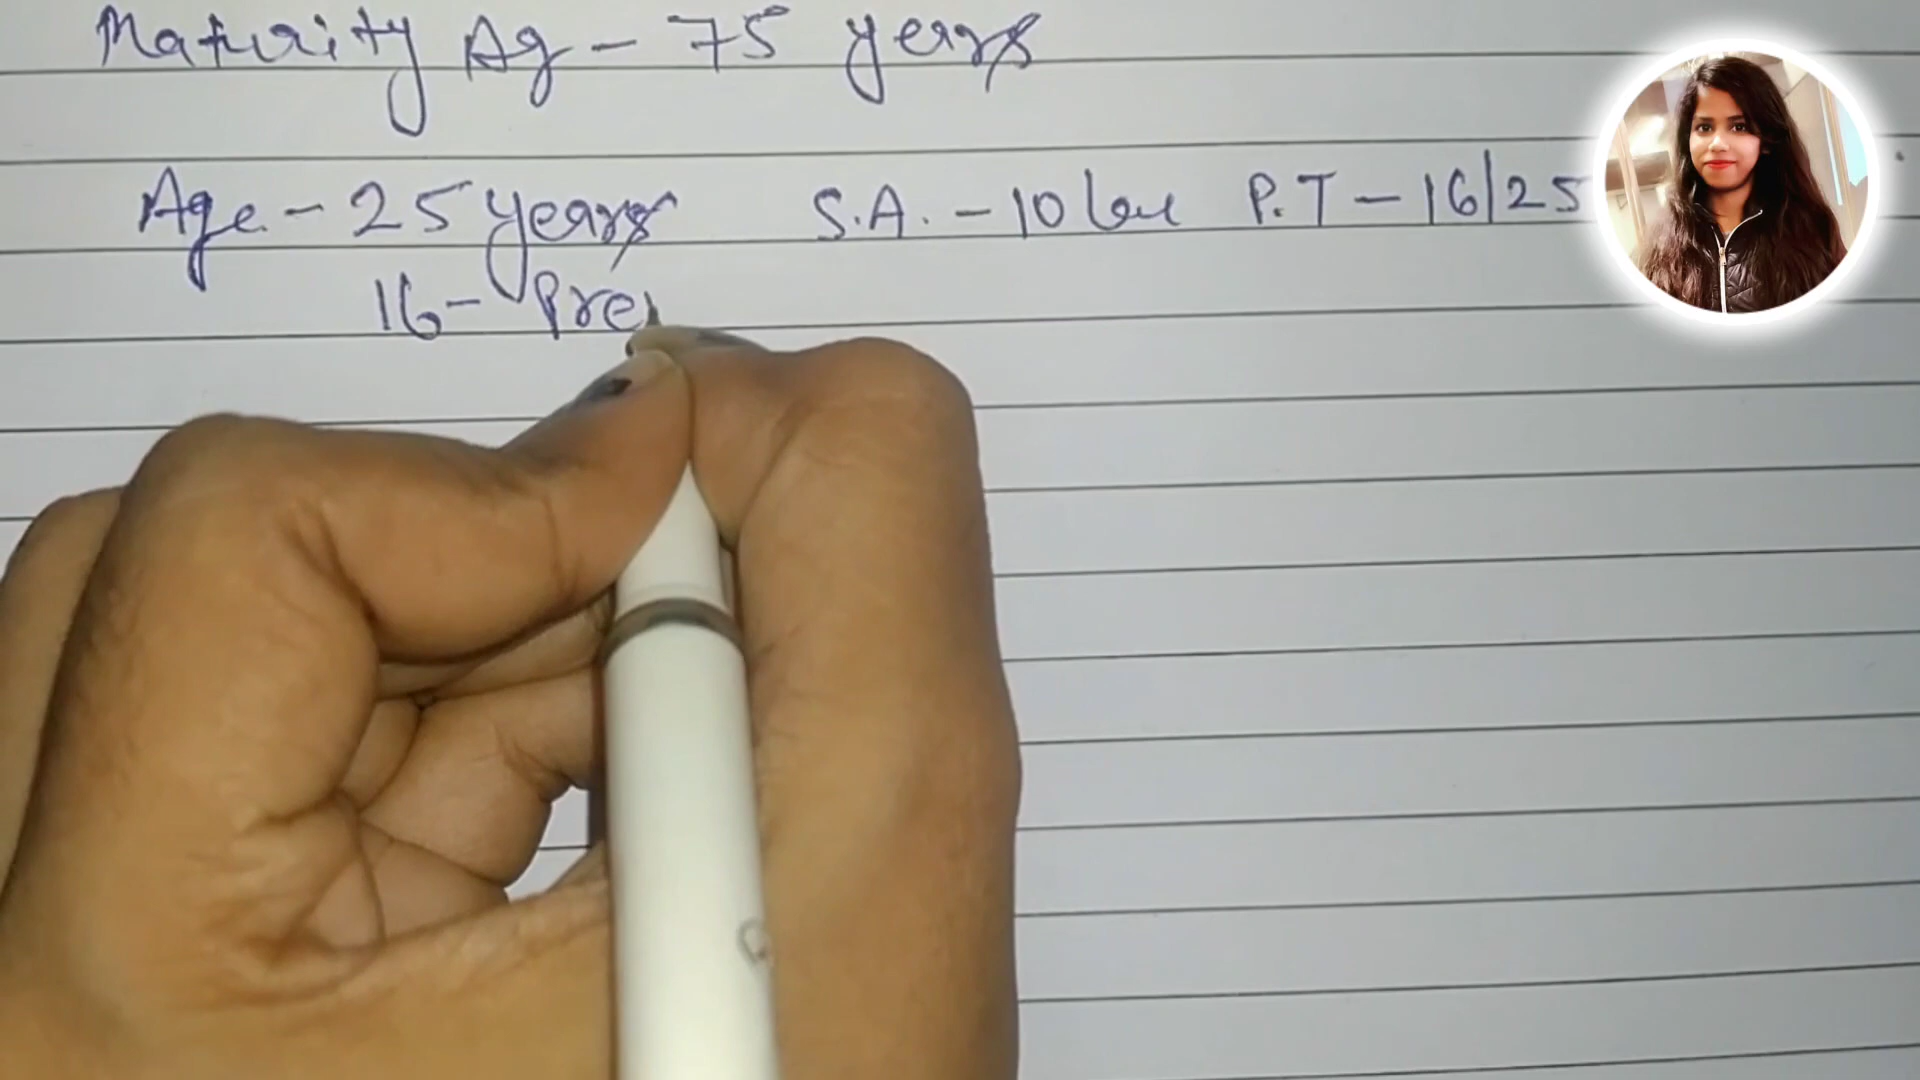 Maturity Ag - 75 years
Age - 25 years S.A. - 10 lac P.T - 16/25
16 - Pre